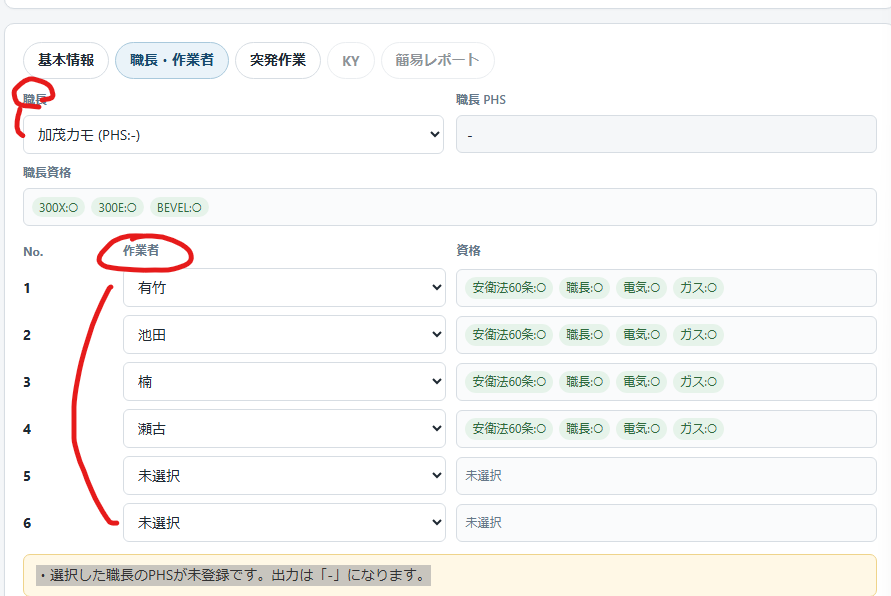 基本情報 職長・作業者 突発作業 KY 簡易レポート
職長 職長 PHS
加茂カモ (PHS:-) -
職長資格
300X:○ 300E:○ BEVEL:○
No. 作業者 資格
1 有竹 安衛法60条:○ 職長:○ 電気:○ ガス:○
2 池田 安衛法60条:○ 職長:○ 電気:○ ガス:○
3 楠 安衛法60条:○ 職長:○ 電気:○ ガス:○
4 瀬古 安衛法60条:○ 職長:○ 電気:○ ガス:○
5 未選択 未選択
6 未選択 未選択
・選択した職長のPHSが未登録です。出力は「-」になります。